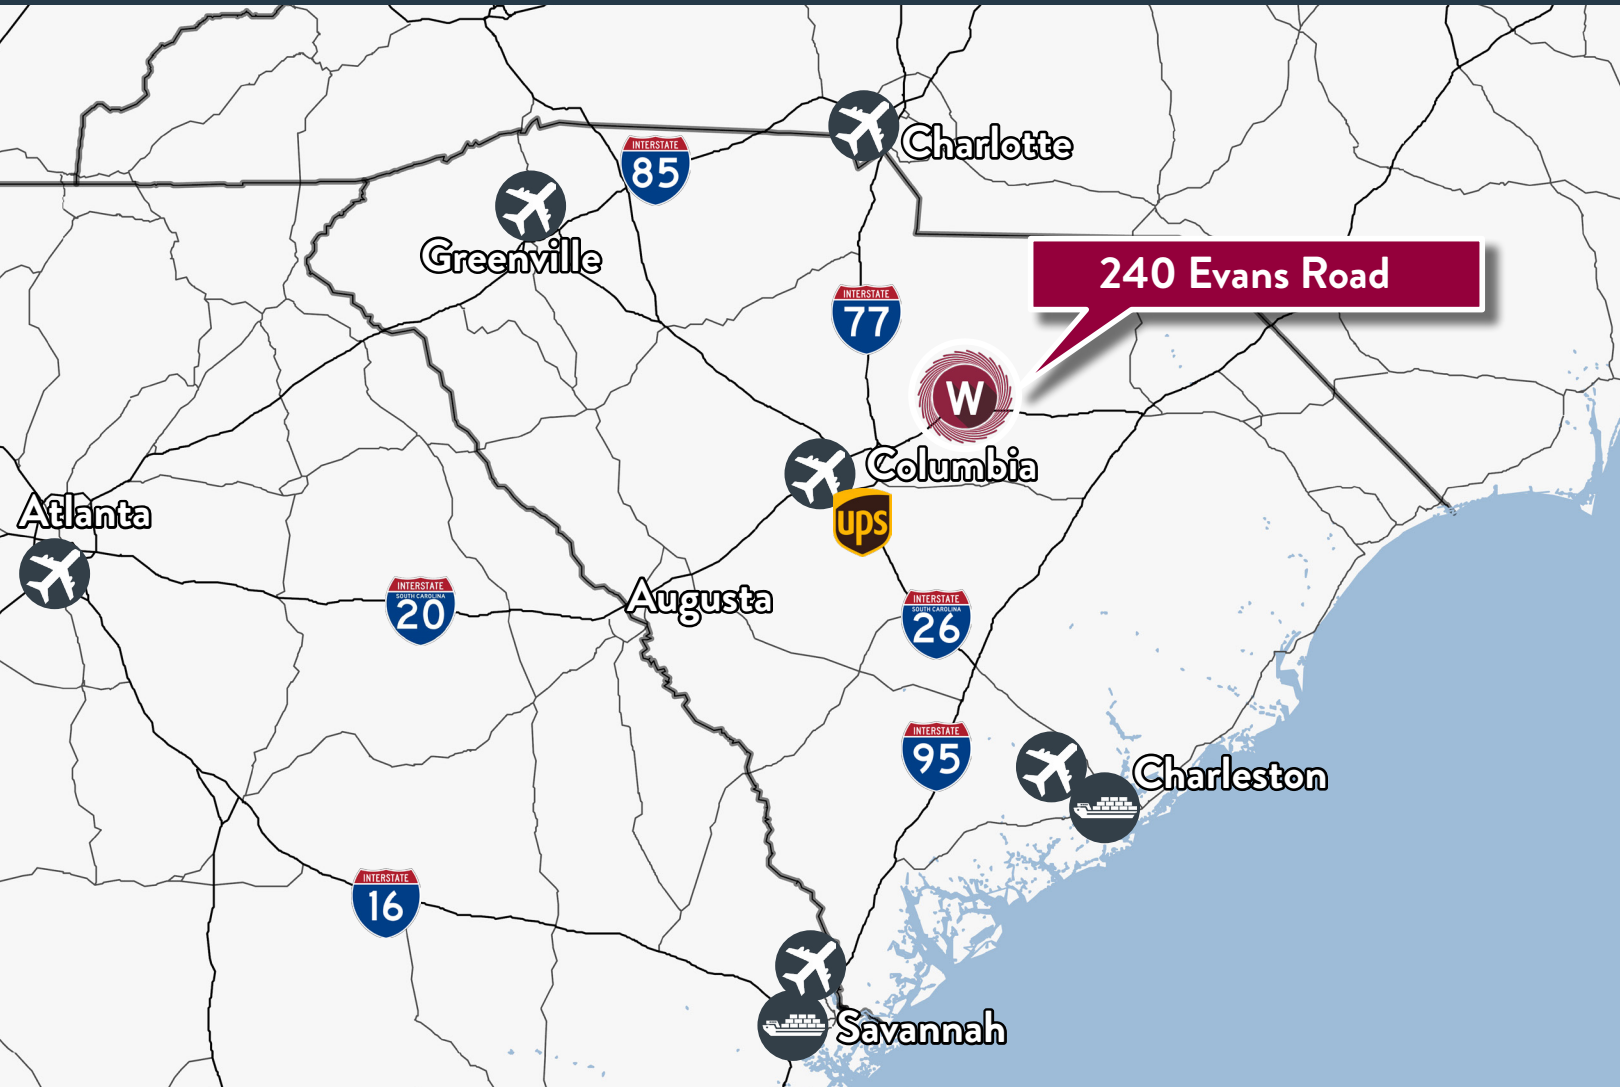 INTERSTATE
85
Charlotte
Greenville
240 Evans Road
INTERSTATE
77
W
Columbia
ups
Atlanta
INTERSTATE
SOUTH CAROLINA
20
Augusta
INTERSTATE
SOUTH CAROLINA
26
INTERSTATE
95
Charleston
INTERSTATE
16
Savannah